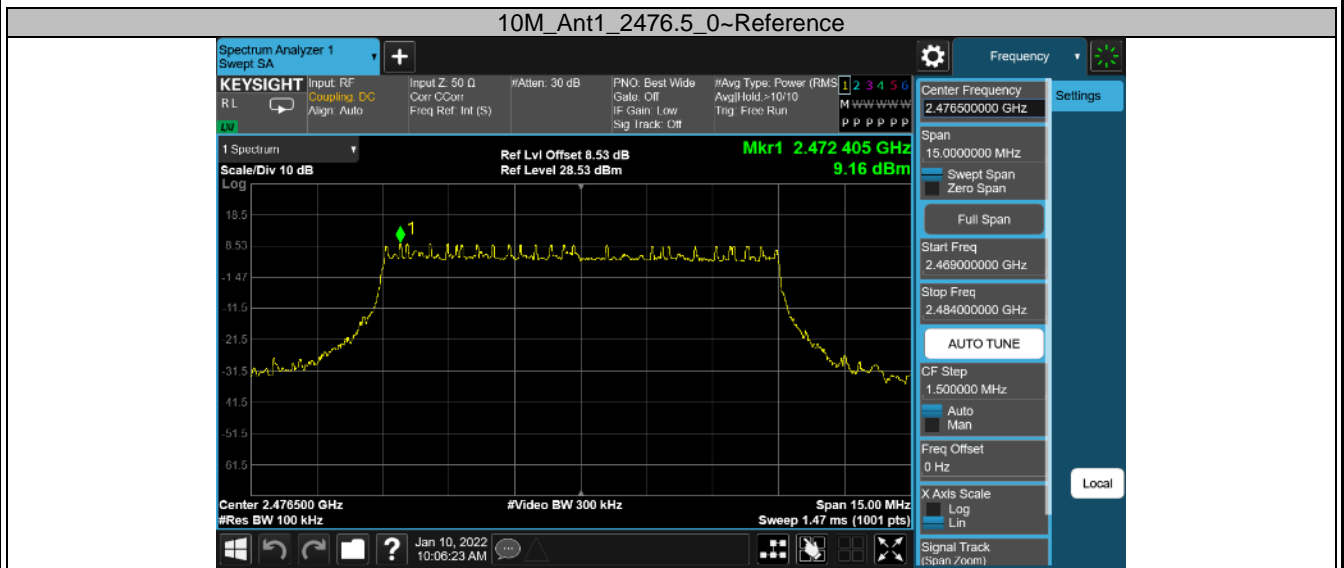 10M_Ant1_2476.5_0~Reference
Spectrum Analyzer 1
Swept SA
+
Frequency
KEYSIGHT
RL
LXI
Input: RF
Coupling: DC
Align: Auto
Input Z: 50 Ω
Corr CCorr
Freq Ref: Int (S)
#Atten: 30 dB
PNO: Best Wide
Gate: Off
IF Gain: Low
Sig Track: Off
#Avg Type: Power (RMS
Avg|Hold:>10/10
Trig: Free Run
1 2 3 4 5 6
M W W W W W
P P P P P P
1 Spectrum
Scale/Div 10 dB
Log
Ref Lvl Offset 8.53 dB
Ref Level 28.53 dBm
Mkr1 2.472 405 GHz
9.16 dBm
1
18.5
8.53
-1.47
-11.5
-21.5
-31.5
-41.5
-51.5
-61.5
Center 2.476500 GHz
#Res BW 100 kHz
#Video BW 300 kHz
Span 15.00 MHz
Sweep 1.47 ms (1001 pts)
Center Frequency
2.476500000 GHz
Settings
Span
15.0000000 MHz
Swept Span
Zero Span
Full Span
Start Freq
2.469000000 GHz
Stop Freq
2.484000000 GHz
AUTO TUNE
CF Step
1.500000 MHz
Auto
Man
Freq Offset
0 Hz
X Axis Scale
Log
Lin
Local
Signal Track
(Span Zoom)
?
Jan 10, 2022
10:06:23 AM